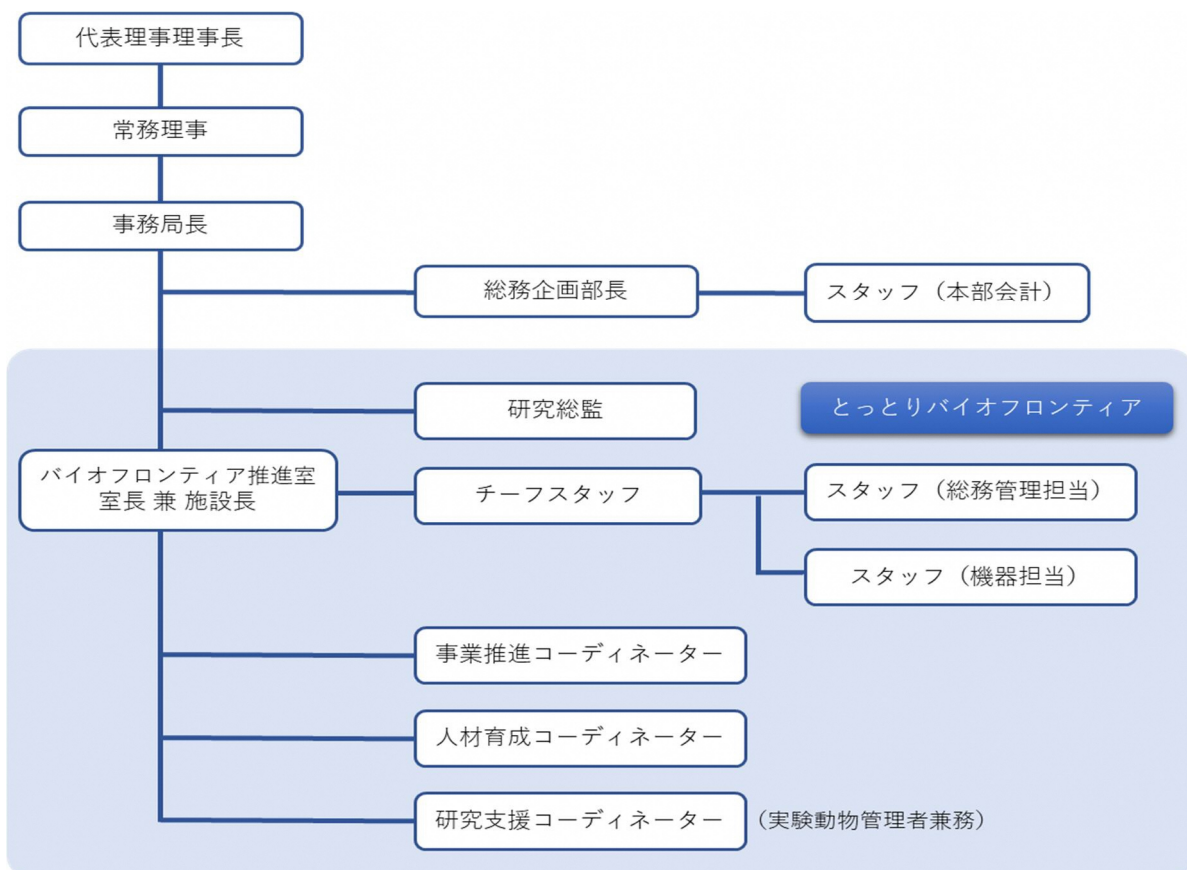 代表理事理事長
常務理事
事務局長
総務企画部長
スタッフ（本部会計）
研究総監
とっとりバイオフロンティア
バイオフロンティア推進室
室長 兼 施設長
チーフスタッフ
スタッフ（総務管理担当）
スタッフ（機器担当）
事業推進コーディネーター
人材育成コーディネーター
研究支援コーディネーター
（実験動物管理者兼務）